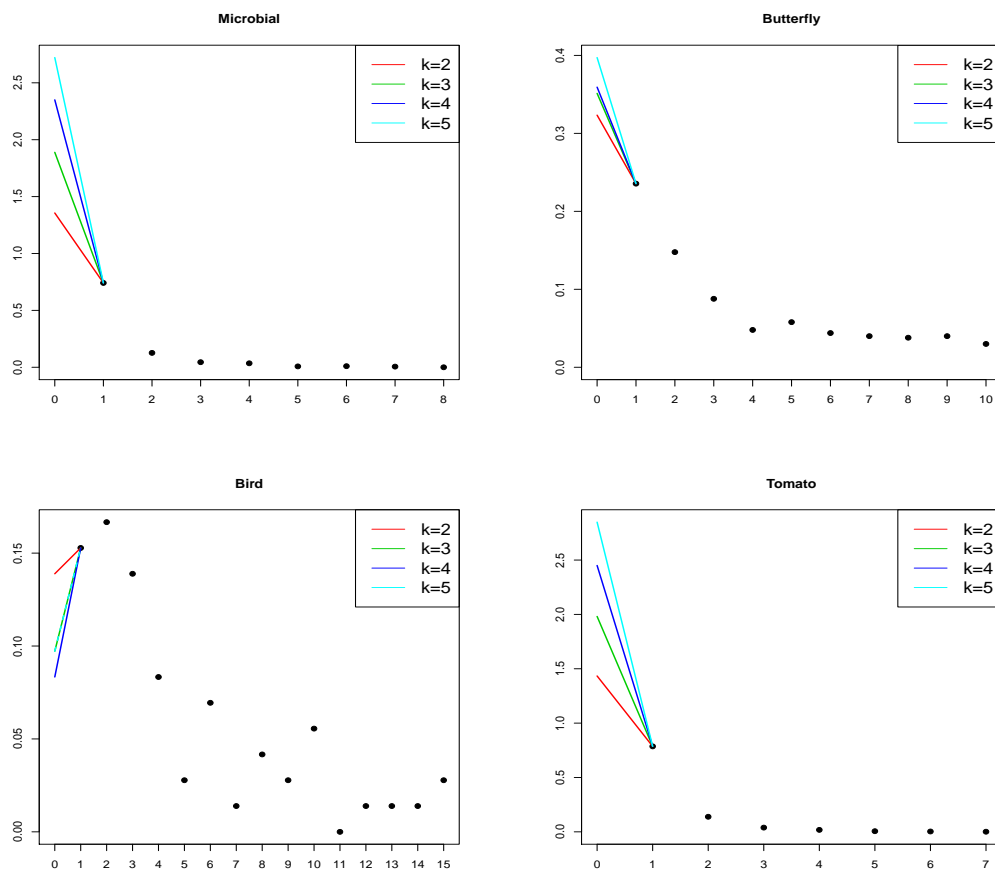 Microbial
k=2
k=3
k=4
k=5
0.0 0.5 1.0 1.5 2.0 2.5
0 1 2 3 4 5 6 7 8
Butterfly
k=2
k=3
k=4
k=5
0.0 0.1 0.2 0.3 0.4
0 1 2 3 4 5 6 7 8 9 10
Bird
k=2
k=3
k=4
k=5
0.00 0.05 0.10 0.15
0 1 2 3 4 5 6 7 8 9 10 11 12 13 14 15
Tomato
k=2
k=3
k=4
k=5
0.0 0.5 1.0 1.5 2.0 2.5
0 1 2 3 4 5 6 7